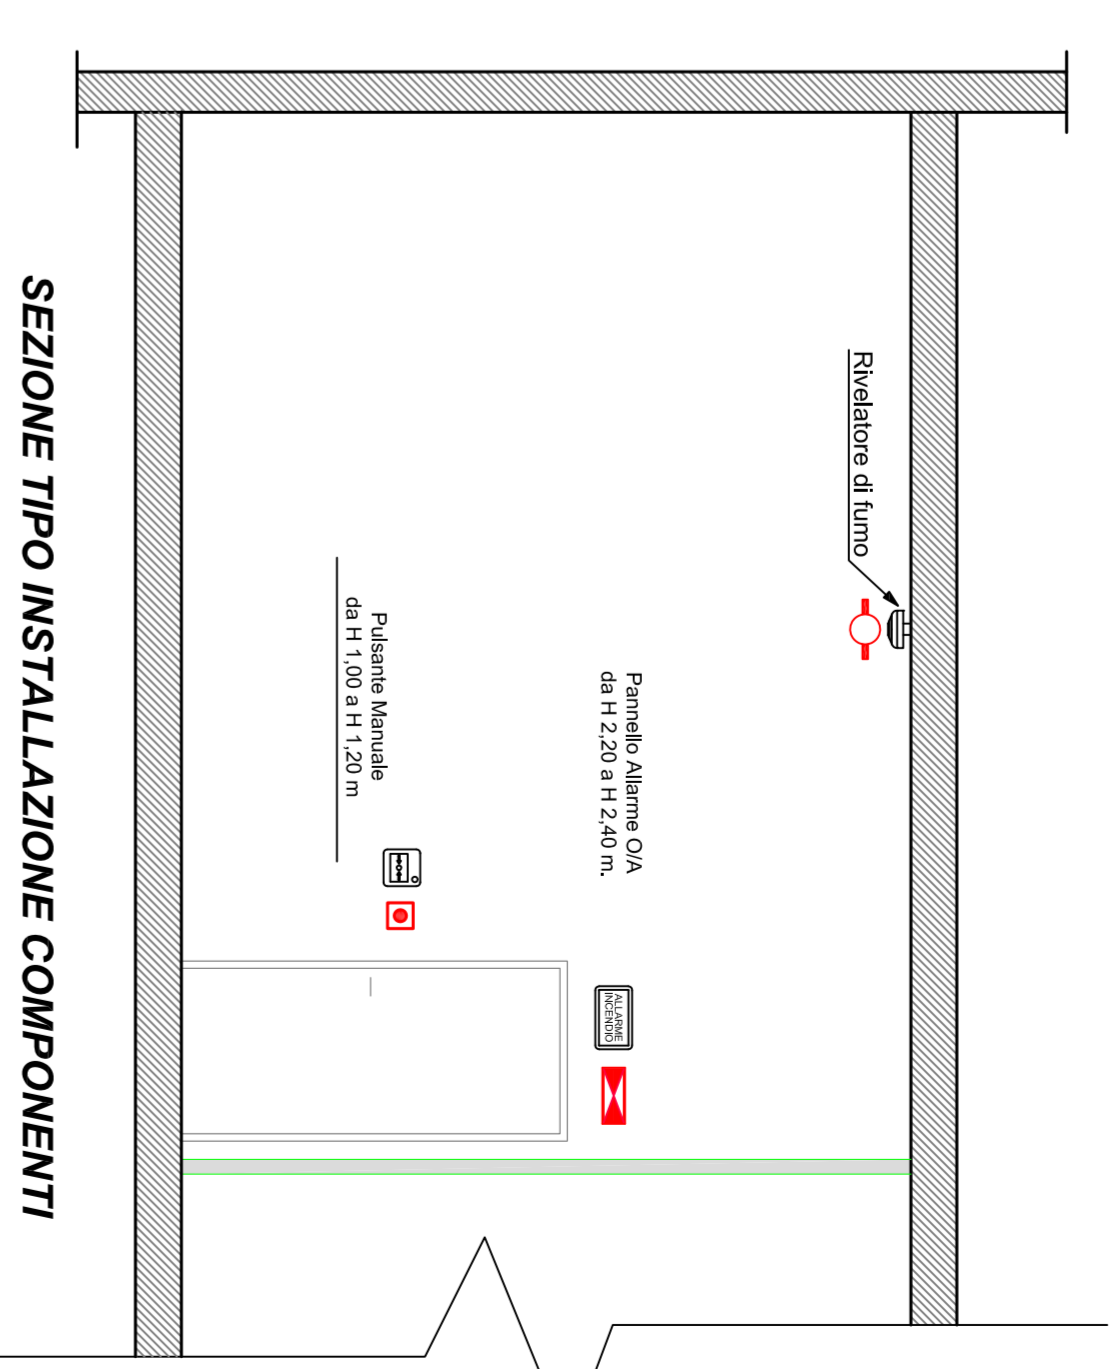 Rivelatore di fumo
Pannello Allarme O/A
da H 2,20 a H 2,40 m.
ALLARME
INCENDIO
Pulsante Manuale
da H 1,00 a H 1,20 m
SEZIONE TIPO INSTALLAZIONE COMPONENTI